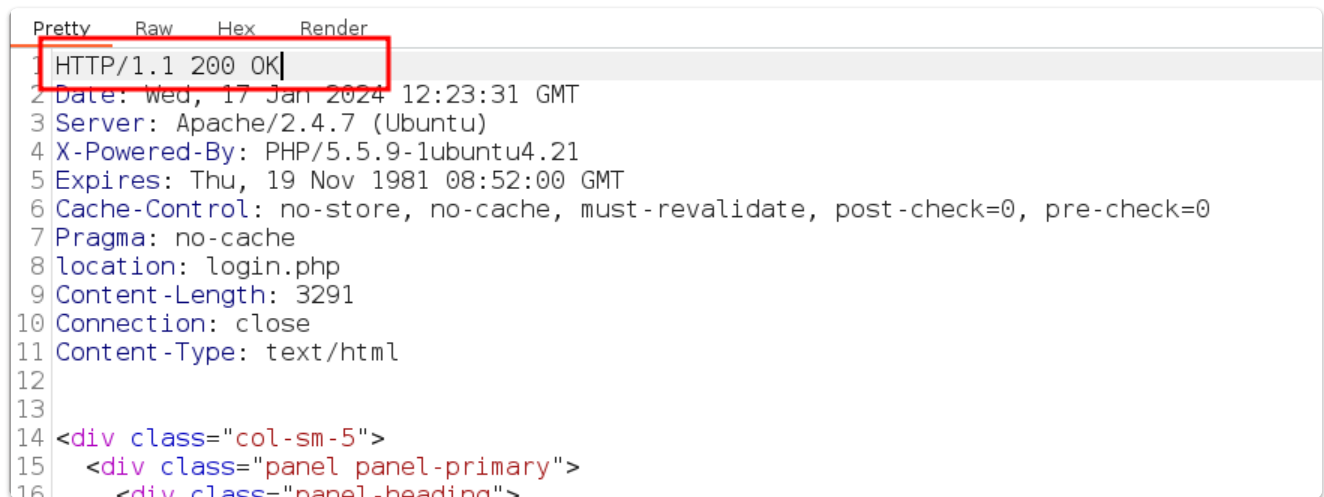 Pretty Raw Hex Render
1 HTTP/1.1 200 OK
2 Date: Wed, 17 Jan 2024 12:23:31 GMT
3 Server: Apache/2.4.7 (Ubuntu)
4 X-Powered-By: PHP/5.5.9-1ubuntu4.21
5 Expires: Thu, 19 Nov 1981 08:52:00 GMT
6 Cache-Control: no-store, no-cache, must-revalidate, post-check=0, pre-check=0
7 Pragma: no-cache
8 location: login.php
9 Content-Length: 3291
10 Connection: close
11 Content-Type: text/html
12
13
14 <div class="col-sm-5">
15 <div class="panel panel-primary">
16 <div class="panel-heading">